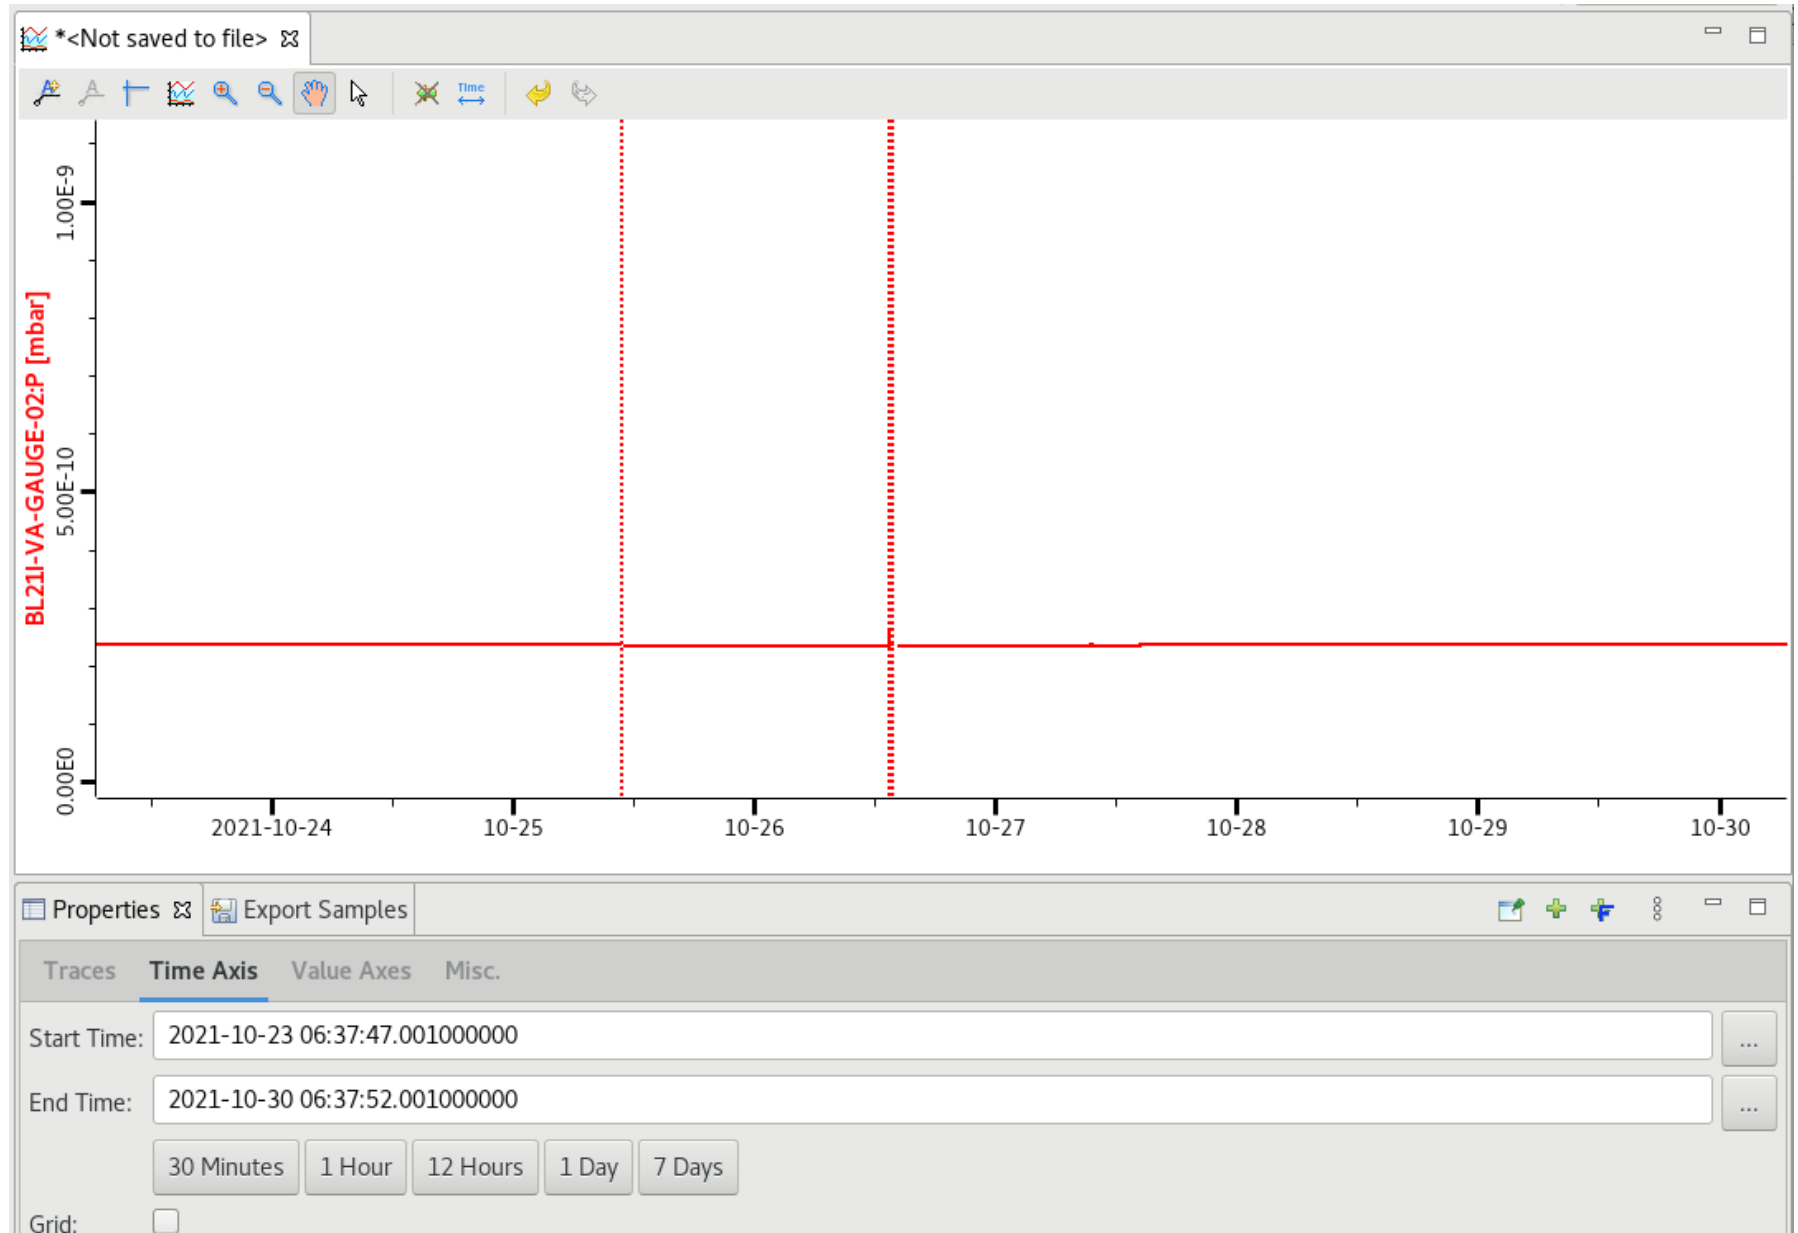 *<Not saved to file>
Time
1.00E-9
5.00E-10
0.00E0
BL21I-VA-GAUGE-02:P [mbar]
2021-10-24 10-25 10-26 10-27 10-28 10-29 10-30
Properties Export Samples
Traces Time Axis Value Axes Misc.
Start Time: 2021-10-23 06:37:47.001000000 ...
End Time: 2021-10-30 06:37:52.001000000 ...
30 Minutes 1 Hour 12 Hours 1 Day 7 Days
Grid: